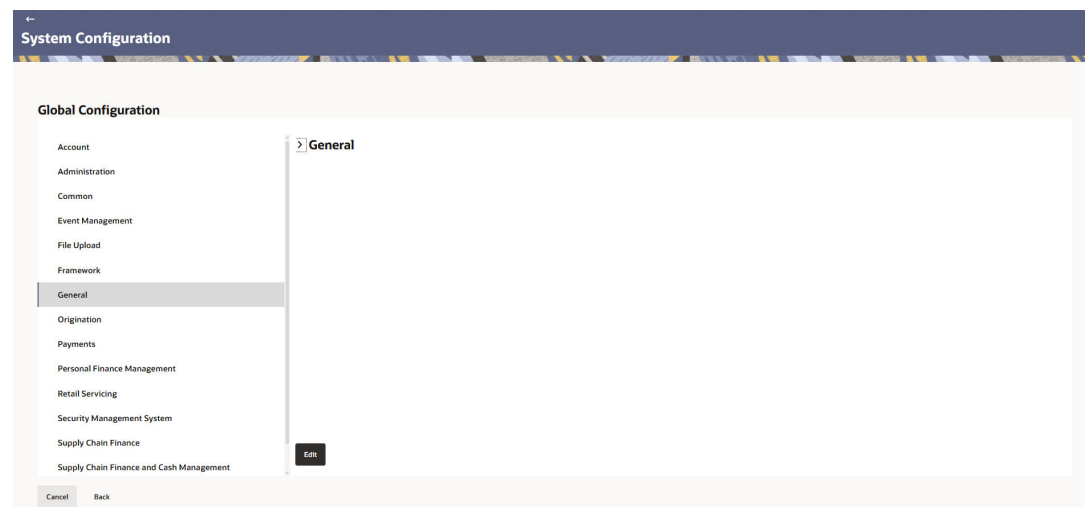 ←
System Configuration
Global Configuration
Account
Administration
Common
Event Management
File Upload
Framework
General
Origination
Payments
Personal Finance Management
Retail Servicing
Security Management System
Supply Chain Finance
Supply Chain Finance and Cash Management
> General
Edit
Cancel Back